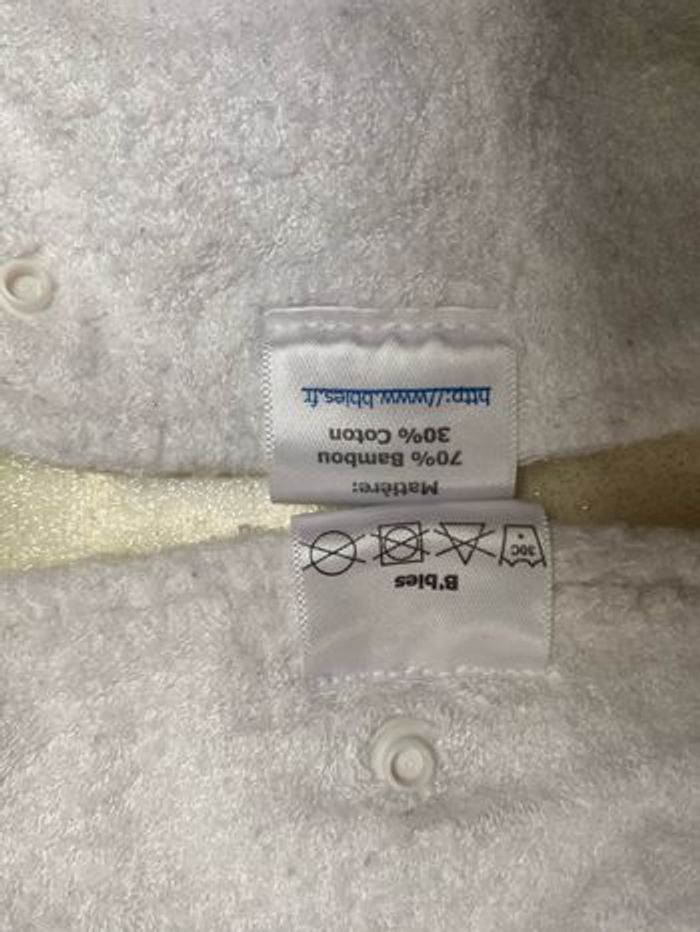 Matière:
70% Bambou
30% Coton
http://www.bbies.fr
B'bies
30C